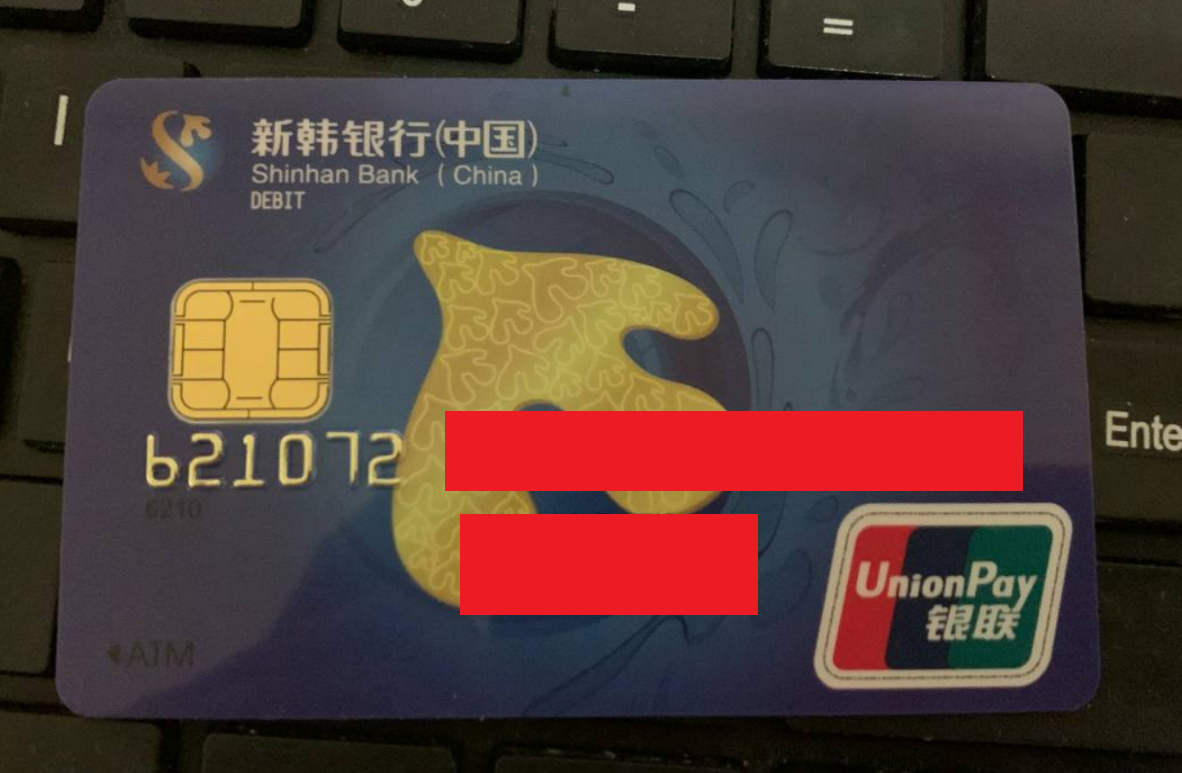 =
新韩银行(中国)
Shinhan Bank ( China )
DEBIT
621072
6210
UnionPay
银联
ATM
Ente